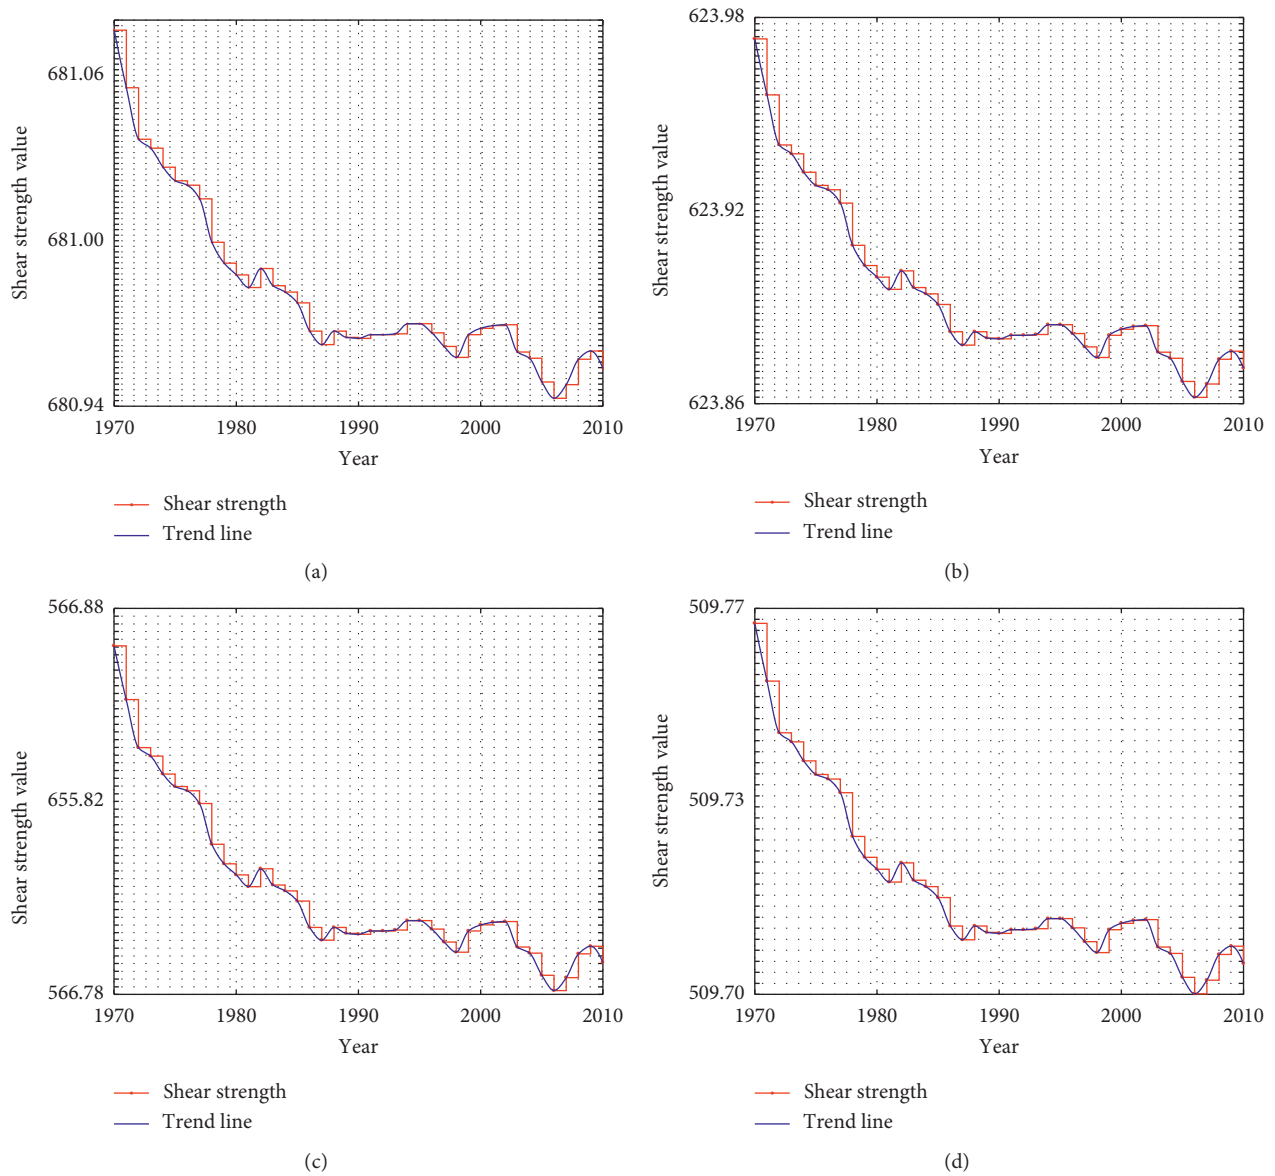 681.06
681.00
680.94
Shear strength value
1970 1980 1990 2000 2010
Year
Shear strength
Trend line
(a)
623.98
623.92
623.86
Shear strength value
1970 1980 1990 2000 2010
Year
Shear strength
Trend line
(b)
566.88
655.82
566.78
Shear strength value
1970 1980 1990 2000 2010
Year
Shear strength
Trend line
(c)
509.77
509.73
509.70
Shear strength value
1970 1980 1990 2000 2010
Year
Shear strength
Trend line
(d)